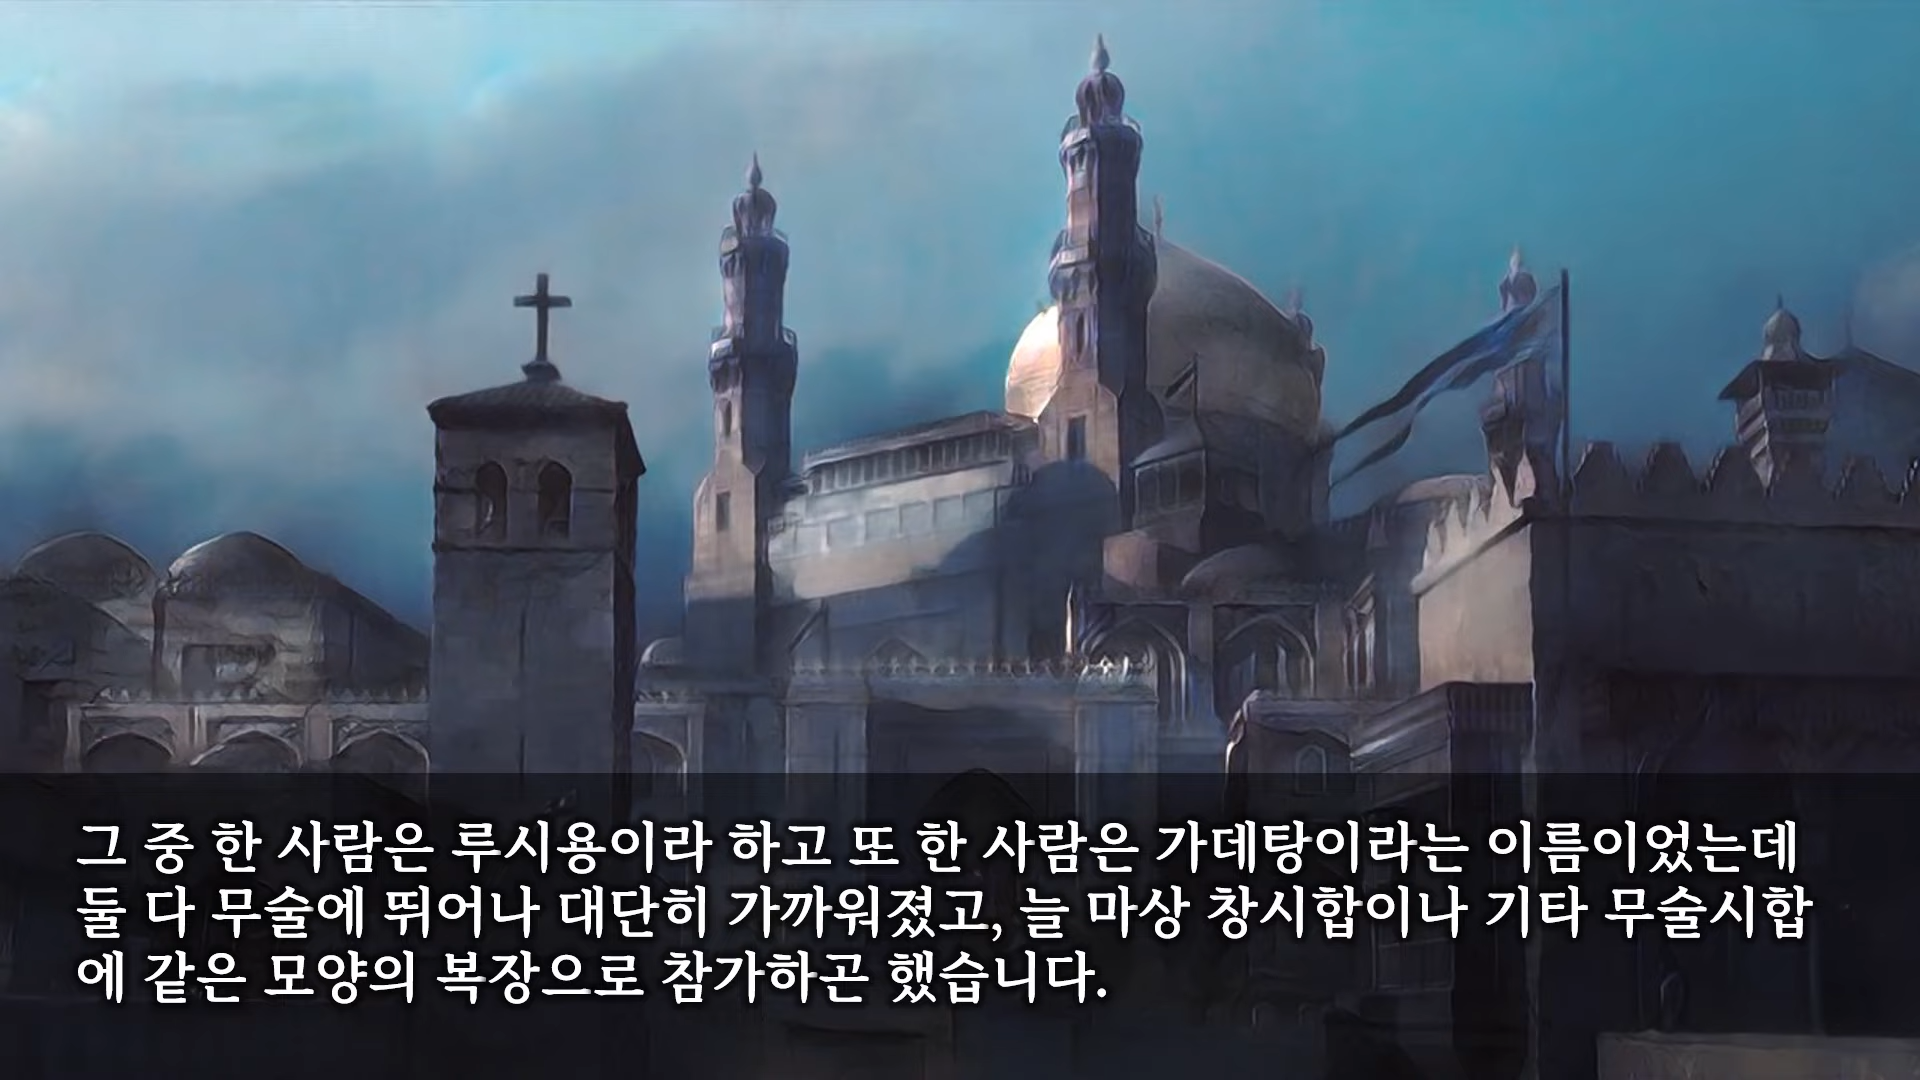 그 중 한 사람은 루시용이라 하고 또 한 사람은 가데탕이라는 이름이었는데
둘 다 무술에 뛰어나 대단히 가까워졌고, 늘 마상 창시합이나 기타 무술시합
에 같은 모양의 복장으로 참가하곤 했습니다.